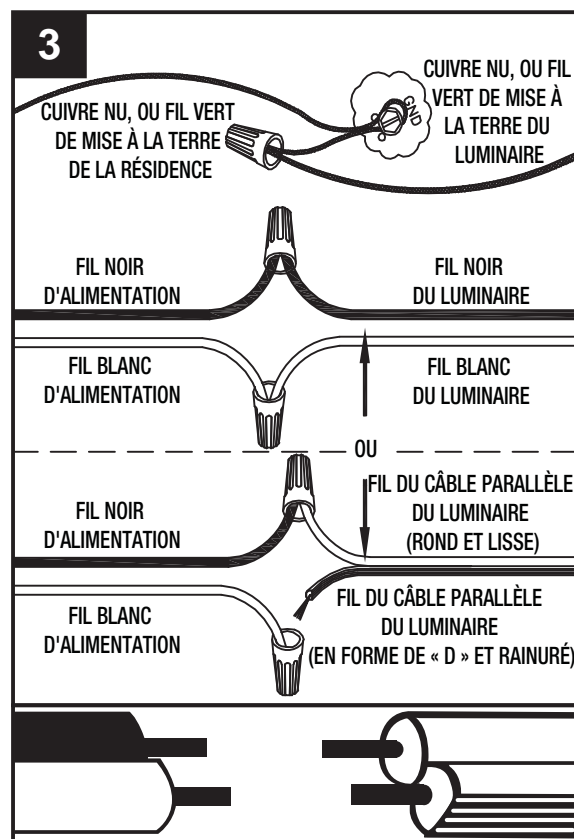 3
CUIVRE NU, OU FIL VERT
DE MISE À LA TERRE
DE LA RÉSIDENCE
CUIVRE NU, OU FIL
VERT DE MISE À
LA TERRE DU
LUMINAIRE
GND
FIL NOIR
D'ALIMENTATION
FIL NOIR
DU LUMINAIRE
FIL BLANC
D'ALIMENTATION
FIL BLANC
DU LUMINAIRE
OU
FIL NOIR
D'ALIMENTATION
FIL DU CÂBLE PARALLÈLE
DU LUMINAIRE
(ROND ET LISSE)
FIL BLANC
D'ALIMENTATION
FIL DU CÂBLE PARALLÈLE
DU LUMINAIRE
(EN FORME DE « D » ET RAINURÉ)